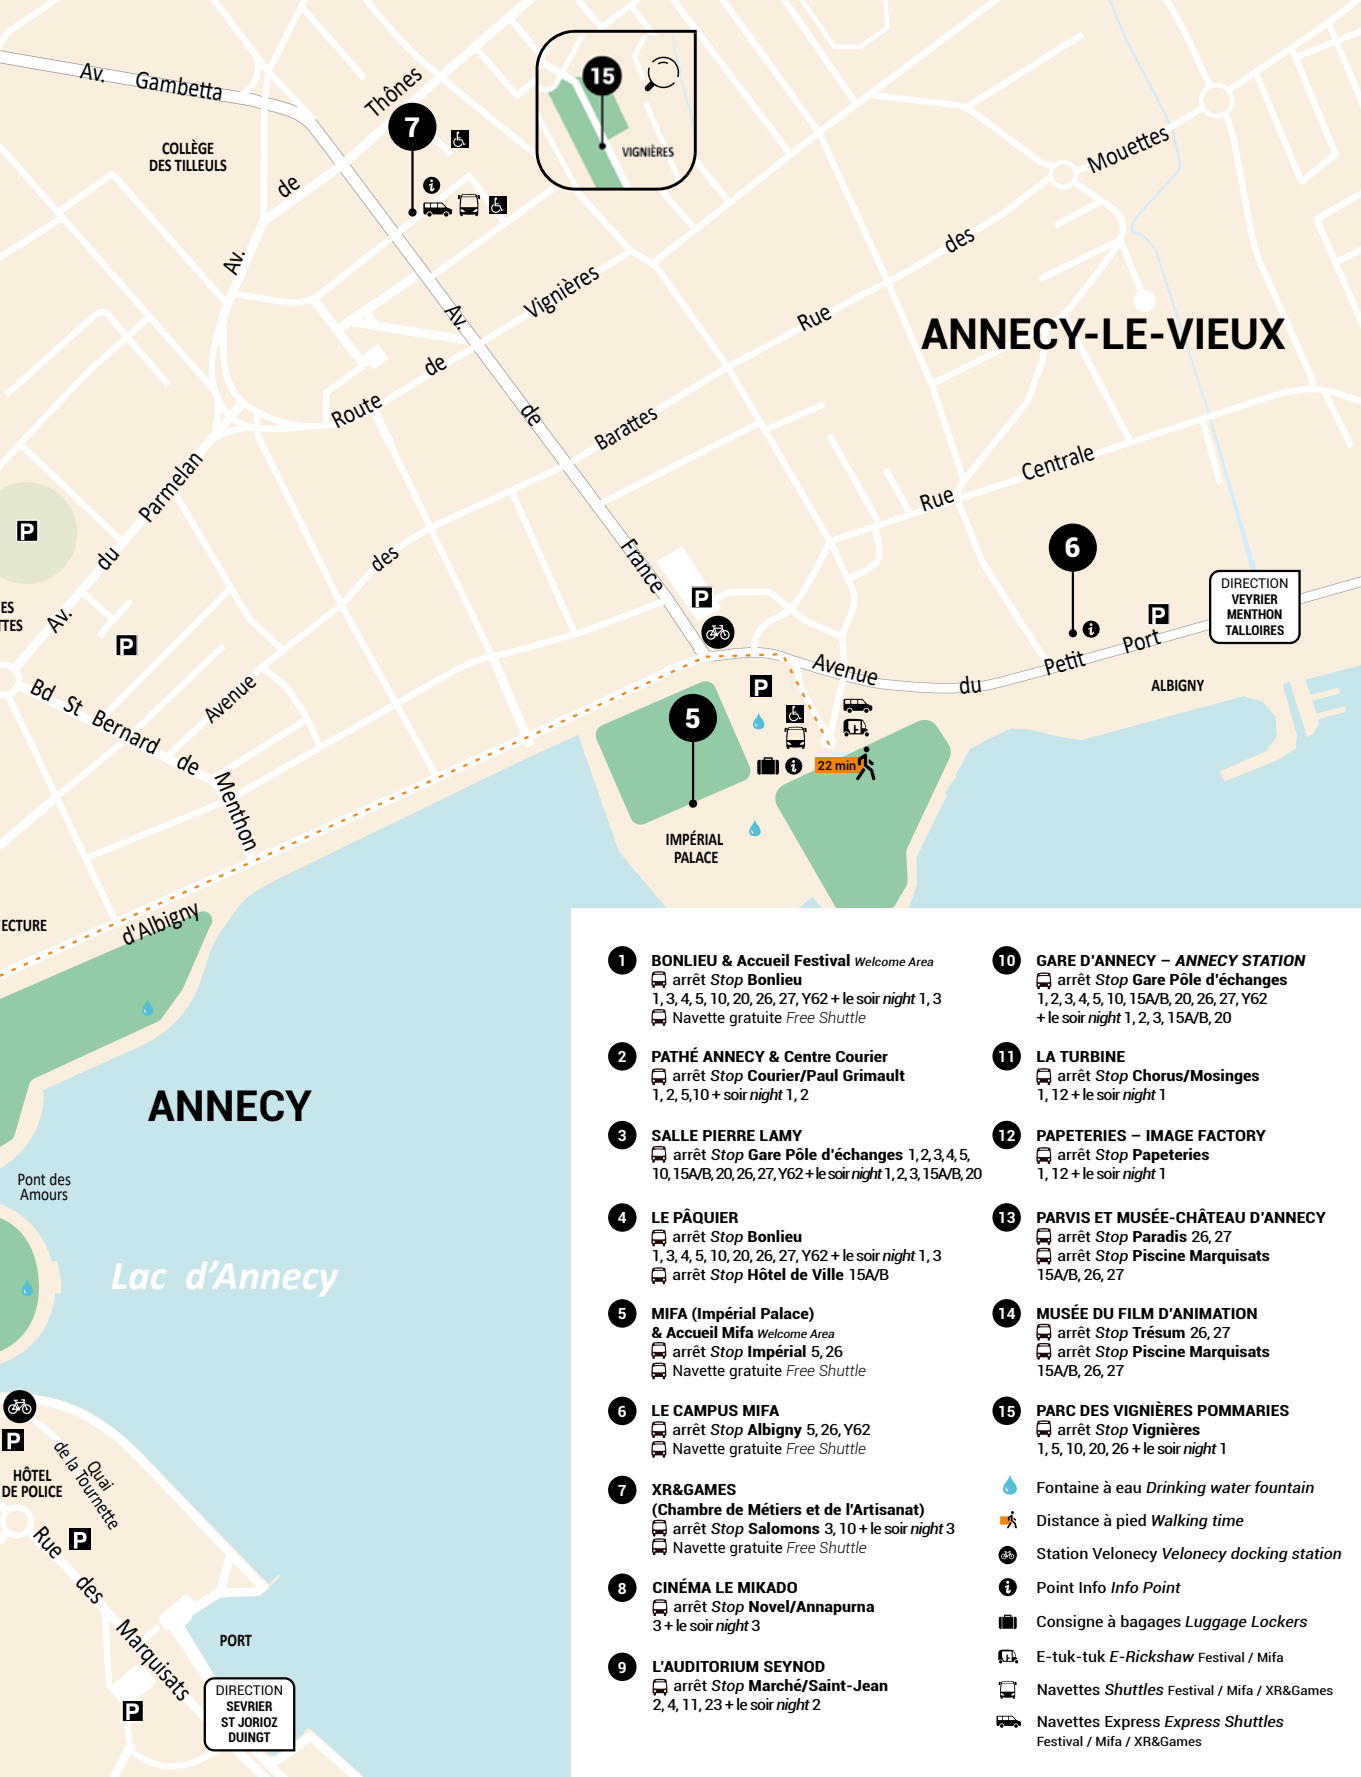 Av. Gambetta
Thônes
de
Av.
COLLÈGE
DES TILLEULS
7
15
VIGNIÈRES
Mouettes
des
Rue
ANNECY-LE-VIEUX
Av.
de
France
Vignières
de
Route
Barattes
des
Avenue
Parmelan
du
Av.
P
ES
TTES
P
Bd St Bernard de Menthon
Rue Centrale
6
P
DIRECTION
VEYRIER
MENTHON
TALLOIRES
P
Avenue du Petit Port
ALBIGNY
P
5
22 min
IMPÉRIAL
PALACE
ECTURE
d'Albigny
ANNECY
Pont des
Amours
Lac d'Annecy
P
HÔTEL
DE POLICE
Quai
de la Tournette
P
Rue des Marquisats
PORT
P
DIRECTION
SEVRIER
ST JORIOZ
DUINGT
1 BONLIEU & Accueil Festival Welcome Area
arrêt Stop Bonlieu
1, 3, 4, 5, 10, 20, 26, 27, Y62 + le soir night 1, 3
Navette gratuite Free Shuttle
2 PATHÉ ANNECY & Centre Courier
arrêt Stop Courier/Paul Grimault
1, 2, 5,10 + soir night 1, 2
3 SALLE PIERRE LAMY
arrêt Stop Gare Pôle d'échanges 1, 2, 3, 4, 5,
10, 15A/B, 20, 26, 27, Y62 + le soir night 1, 2, 3, 15A/B, 20
4 LE PÂQUIER
arrêt Stop Bonlieu
1, 3, 4, 5, 10, 20, 26, 27, Y62 + le soir night 1, 3
arrêt Stop Hôtel de Ville 15A/B
5 MIFA (Impérial Palace)
& Accueil Mifa Welcome Area
arrêt Stop Impérial 5, 26
Navette gratuite Free Shuttle
6 LE CAMPUS MIFA
arrêt Stop Albigny 5, 26, Y62
Navette gratuite Free Shuttle
7 XR&GAMES
(Chambre de Métiers et de l'Artisanat)
arrêt Stop Salomons 3, 10 + le soir night 3
Navette gratuite Free Shuttle
8 CINÉMA LE MIKADO
arrêt Stop Novel/Annapurna
3 + le soir night 3
9 L'AUDITORIUM SEYNOD
arrêt Stop Marché/Saint-Jean
2, 4, 11, 23 + le soir night 2
10 GARE D'ANNECY – ANNECY STATION
arrêt Stop Gare Pôle d'échanges
1, 2, 3, 4, 5, 10, 15A/B, 20, 26, 27, Y62
+ le soir night 1, 2, 3, 15A/B, 20
11 LA TURBINE
arrêt Stop Chorus/Mosinges
1, 12 + le soir night 1
12 PAPETERIES – IMAGE FACTORY
arrêt Stop Papeteries
1, 12 + le soir night 1
13 PARVIS ET MUSÉE-CHÂTEAU D'ANNECY
arrêt Stop Paradis 26, 27
arrêt Stop Piscine Marquisats
15A/B, 26, 27
14 MUSÉE DU FILM D'ANIMATION
arrêt Stop Trésum 26, 27
arrêt Stop Piscine Marquisats
15A/B, 26, 27
15 PARC DES VIGNIÈRES POMMARIES
arrêt Stop Vignières
1, 5, 10, 20, 26 + le soir night 1
Fontaine à eau Drinking water fountain
Distance à pied Walking time
Station Velonecy Velonecy docking station
Point Info Info Point
Consigne à bagages Luggage Lockers
E-tuk-tuk E-Rickshaw Festival / Mifa
Navettes Shuttles Festival / Mifa / XR&Games
Navettes Express Express Shuttles
Festival / Mifa / XR&Games